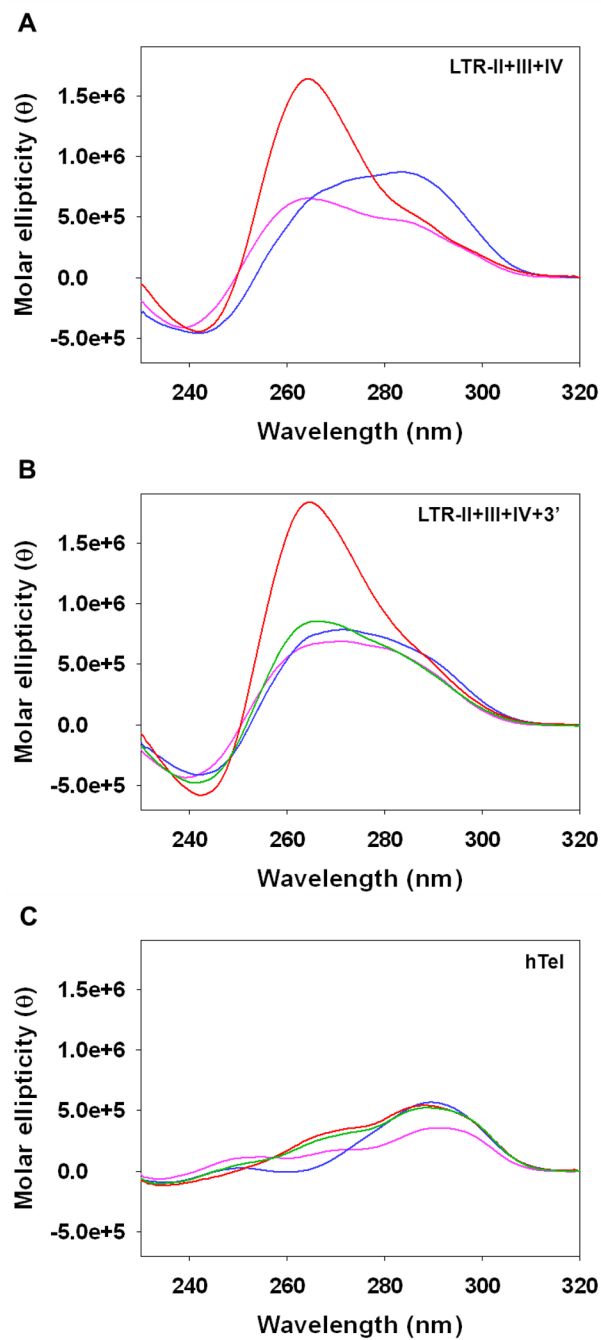 A
LTR-II+III+IV
1.5e+6
1.0e+6
5.0e+5
0.0
-5.0e+5
Molar ellipticity (θ)
240 260 280 300 320
Wavelength (nm)
B
LTR-II+III+IV+3’
1.5e+6
1.0e+6
5.0e+5
0.0
-5.0e+5
Molar ellipticity (θ)
240 260 280 300 320
Wavelength (nm)
C
hTel
1.5e+6
1.0e+6
5.0e+5
0.0
-5.0e+5
Molar ellipticity (θ)
240 260 280 300 320
Wavelength (nm)